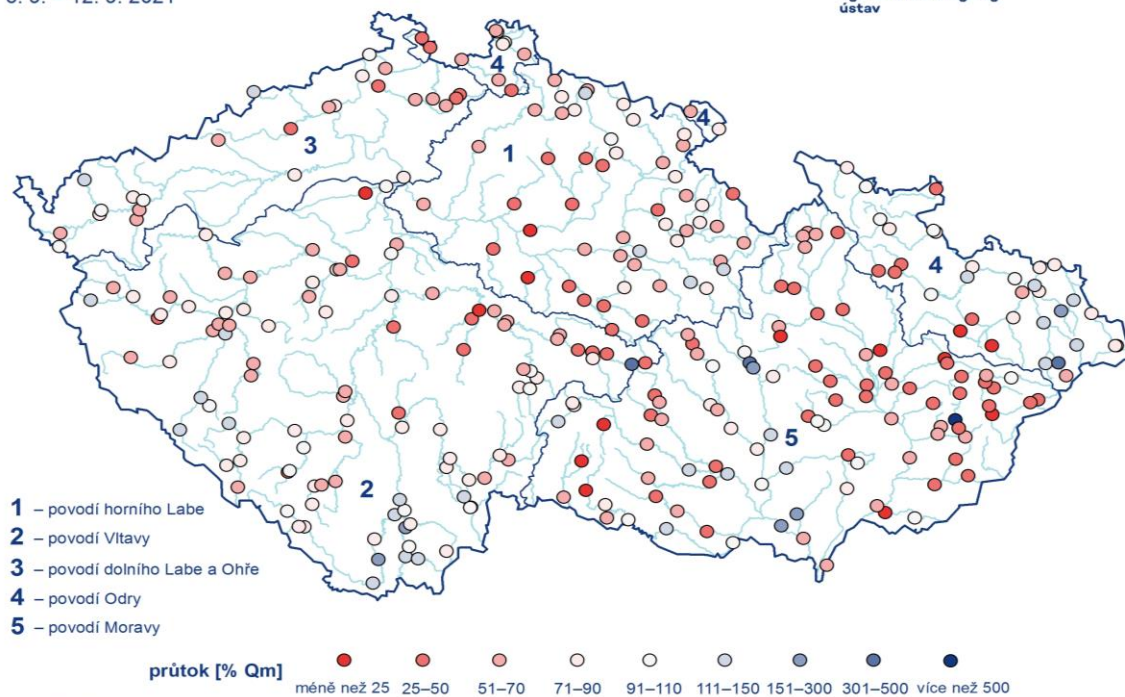 ústav
4
4
1
3
4
5
2
1 – povodí horního Labe
2 – povodí Vltavy
3 – povodí dolního Labe a Ohře
4 – povodí Odry
5 – povodí Moravy
průtok [% Qm]
méně než 25 25–50 51–70 71–90 91–110 111–150 151–300 301–500 více než 500